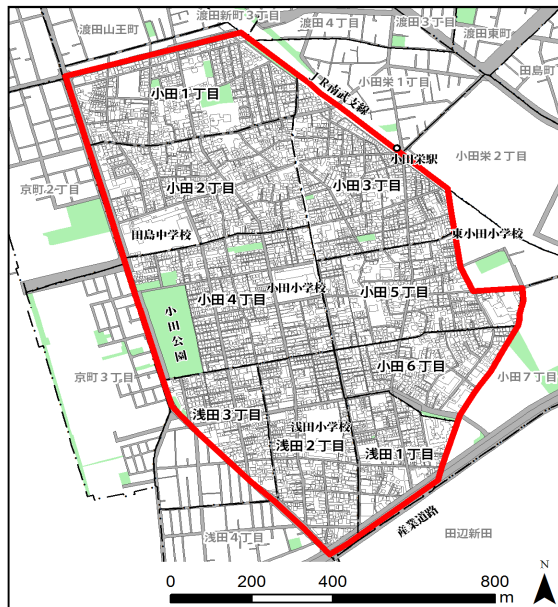 渡田新町３丁目
渡田山王町
渡田４丁目
渡田３丁目
渡田東町
田島町
小田栄１丁目
JR南武支線
小田１丁目
小田栄駅
小田栄２丁目
京町２丁目
小田２丁目
小田３丁目
田島中学校
東小田小学校
小田４丁目
小田小学校
小田５丁目
小田公園
京町３丁目
小田６丁目
小田７丁目
浅田３丁目
浅田小学校
浅田２丁目
浅田１丁目
産業道路
浅田４丁目
田辺新田
N
0 200 400 800
m